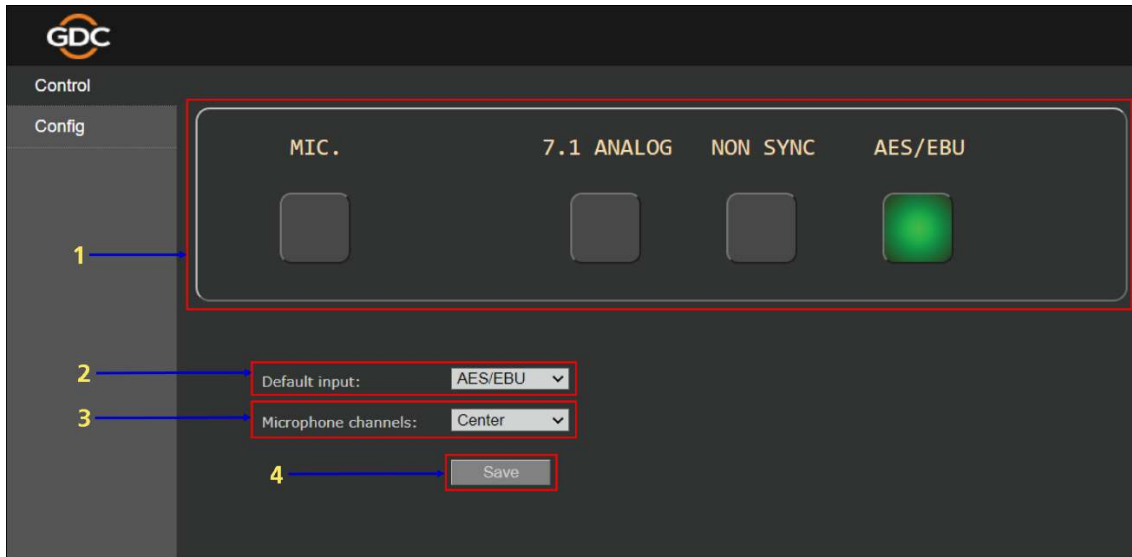 GDC
Control
Config
MIC. 7.1 ANALOG NON SYNC AES/EBU
1
2 Default input: AES/EBU
3 Microphone channels: Center
4 Save